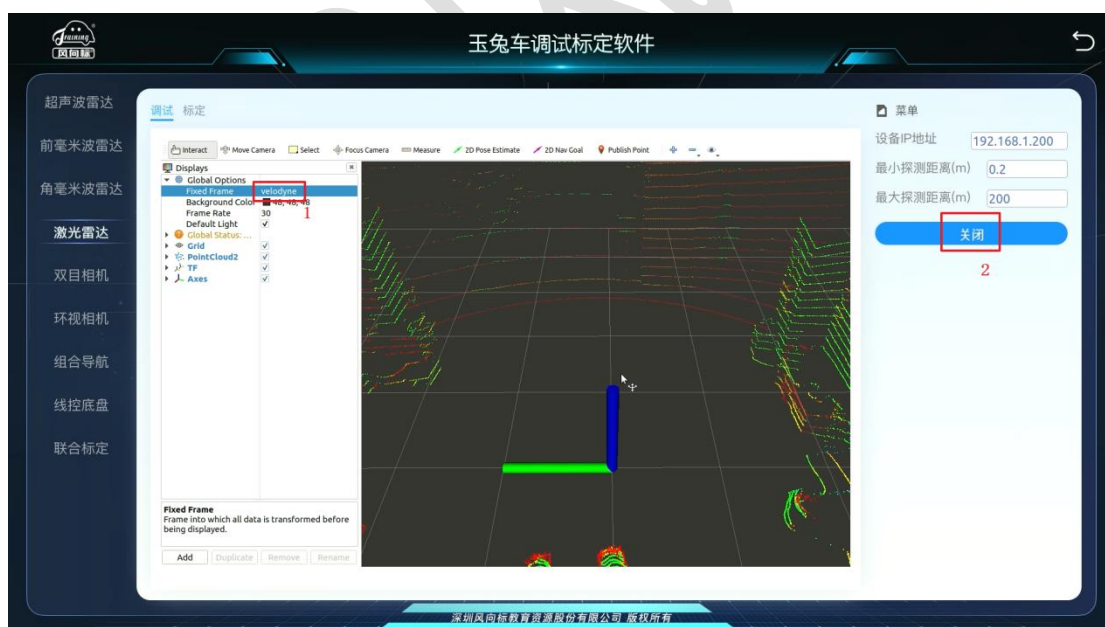 Training
风向标
玉兔车调试标定软件
超声波雷达
前毫米波雷达
角毫米波雷达
激光雷达
双目相机
环视相机
组合导航
线控底盘
联合标定
调试 标定
Interact Move Camera Select Focus Camera Measure 2D Pose Estimate 2D Nav Goal Publish Point
Displays
Global Options
Fixed Frame velodyne
Background Color 48; 48; 48
1
Frame Rate 30
Default Light
Global Status: ...
Grid
PointCloud2
TF
Axes
Fixed Frame
Frame into which all data is transformed before
being displayed.
Add Duplicate Remove Rename
菜单
设备IP地址 192.168.1.200
最小探测距离(m) 0.2
最大探测距离(m) 200
关闭
2
深圳风向标教育资源股份有限公司 版权所有